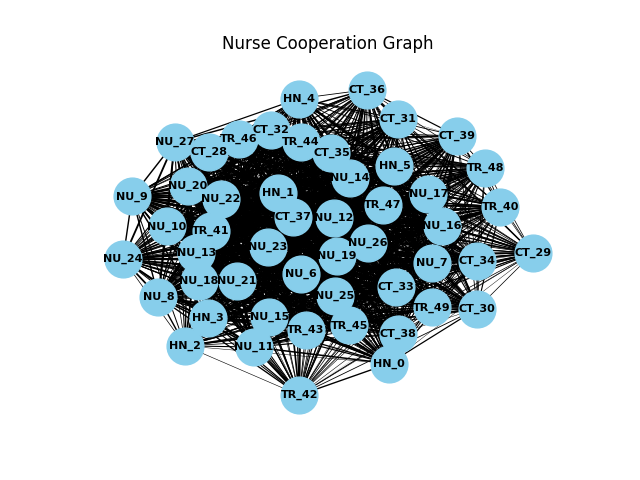 Nurse Cooperation Graph
CT_36
HN_4
CT_31
CT_32
CT_39
TR_46
NU_27
TR_44
CT_28
CT_35
HN_5
TR_48
NU_14
NU_20
HN_1
NU_17
NU_9
NU_22
TR_47
TR_40
CT_37
NU_12
NU_16
NU_10
TR_41
NU_26
NU_23
NU_13
CT_29
NU_19
NU_24
CT_34
NU_7
NU_6
NU_18
NU_21
CT_33
NU_25
NU_8
TR_49
CT_30
NU_15
HN_3
TR_45
TR_43
CT_38
HN_2
NU_11
HN_0
TR_42